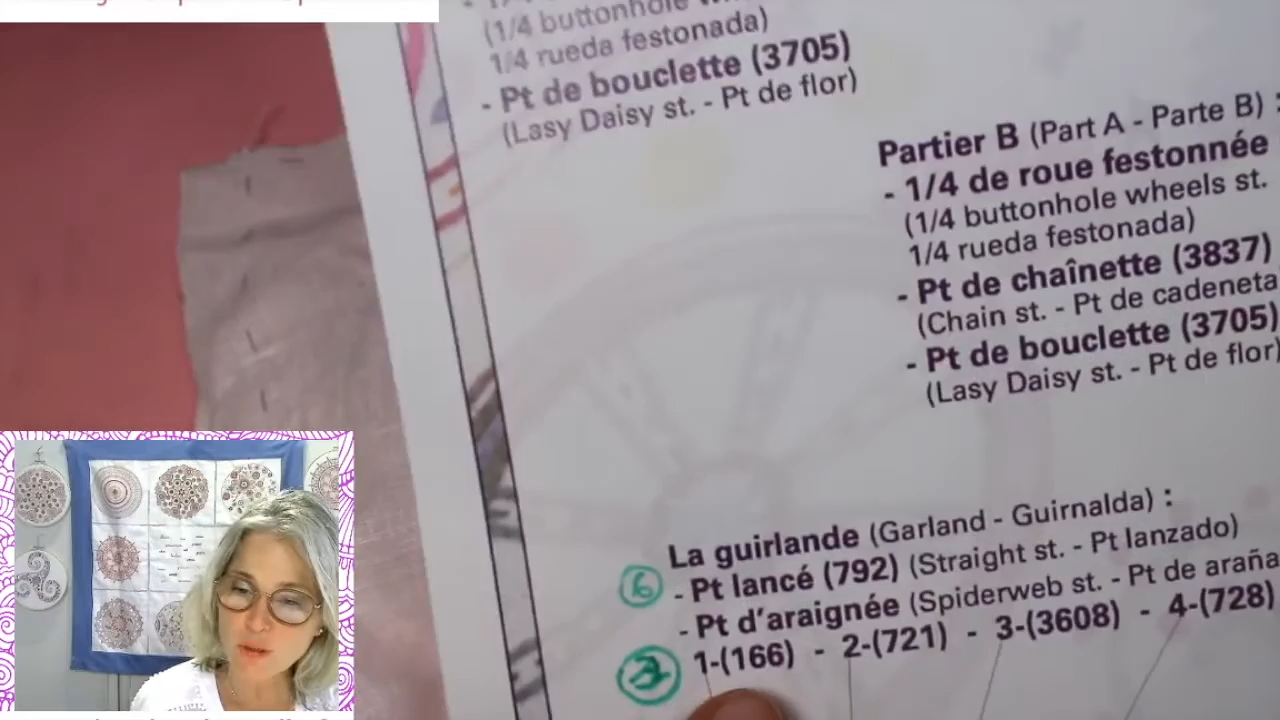 (1/4 buttonhole
1/4 rueda festonada)
- Pt de bouclette (3705)
(Lasy Daisy st. - Pt de flor)
Partier B (Part A - Parte B) :
- 1/4 de roue festonnée
(1/4 buttonhole wheels st.
1/4 rueda festonada)
- Pt de chaînette (3837)
(Chain st. - Pt de cadeneta
- Pt de bouclette (3705)
(Lasy Daisy st. - Pt de flor)
La guirlande (Garland - Guirnalda) :
6 - Pt lancé (792) (Straight st. - Pt lanzado)
- Pt d'araignée (Spiderweb st. - Pt de araña
1-(166) - 2-(721) - 3-(3608) - 4-(728)